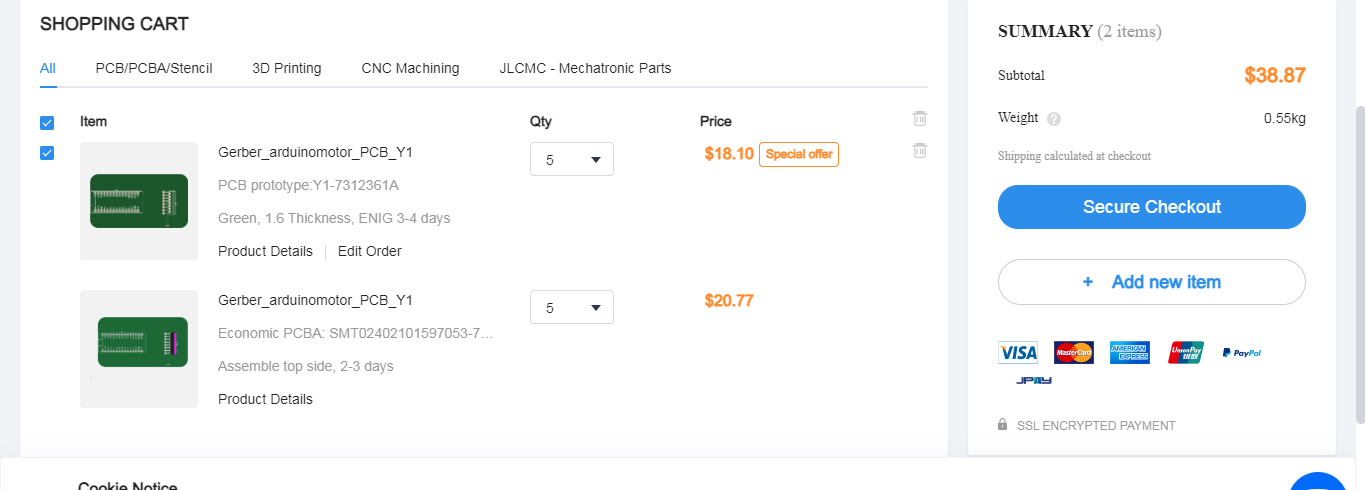 SHOPPING CART
All PCB/PCBA/Stencil 3D Printing CNC Machining JLCMC - Mechatronic Parts
Item Qty Price
Gerber_arduinomotor_PCB_Y1 5 $18.10 Special offer
PCB prototype:Y1-7312361A
Green, 1.6 Thickness, ENIG 3-4 days
Product Details | Edit Order
Gerber_arduinomotor_PCB_Y1 5 $20.77
Economic PCBA: SMT02402101597053-7...
Assemble top side, 2-3 days
Product Details
SUMMARY (2 items)
Subtotal $38.87
Weight ? 0.55kg
Shipping calculated at checkout
Secure Checkout
+ Add new item
VISA MasterCard AMERICAN EXPRESS UnionPay 银联 PayPal
JPAY
SSL ENCRYPTED PAYMENT
Cookie Notice